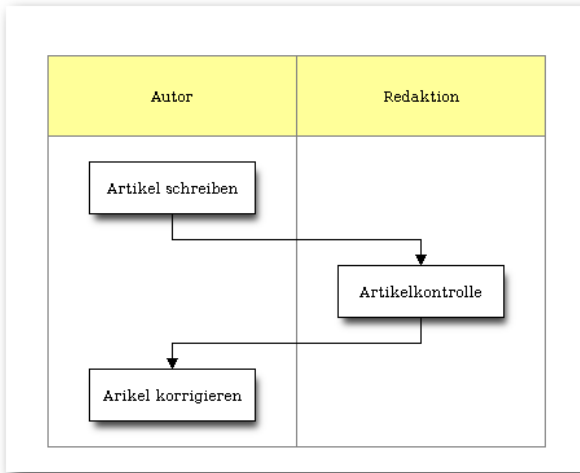 Autor
Redaktion
Artikel schreiben
Artikelkontrolle
Arikel korrigieren